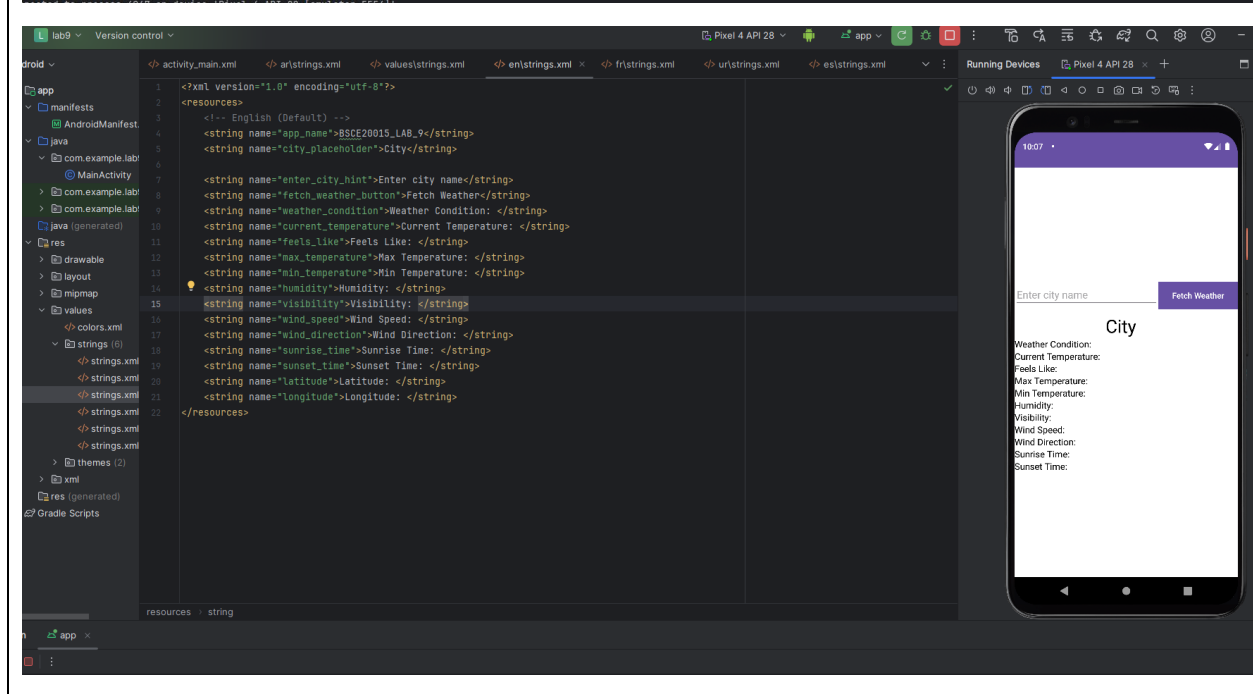 lab9 Version control Pixel 4 API 28 app
droid
activity_main.xml ar\strings.xml values\strings.xml en\strings.xml fr\strings.xml ur\strings.xml es\strings.xml
Running Devices Pixel 4 API 28
app
manifests
AndroidManifest.
java
com.example.lab
MainActivity
com.example.lab
com.example.lab
java (generated)
res
drawable
layout
mipmap
values
colors.xml
strings (6)
strings.xml
strings.xml
strings.xml
strings.xml
strings.xml
strings.xml
themes (2)
xml
res (generated)
Gradle Scripts
1 <?xml version="1.0" encoding="utf-8"?>
2 <resources>
3 <!-- English (Default) -->
4 <string name="app_name">BSCE20015_LAB_9</string>
5 <string name="city_placeholder">City</string>
6
7 <string name="enter_city_hint">Enter city name</string>
8 <string name="fetch_weather_button">Fetch Weather</string>
9 <string name="weather_condition">Weather Condition: </string>
10 <string name="current_temperature">Current Temperature: </string>
11 <string name="feels_like">Feels Like: </string>
12 <string name="max_temperature">Max Temperature: </string>
13 <string name="min_temperature">Min Temperature: </string>
14 <string name="humidity">Humidity: </string>
15 <string name="visibility">Visibility: </string>
16 <string name="wind_speed">Wind Speed: </string>
17 <string name="wind_direction">Wind Direction: </string>
18 <string name="sunrise_time">Sunrise Time: </string>
19 <string name="sunset_time">Sunset Time: </string>
20 <string name="latitude">Latitude: </string>
21 <string name="longitude">Longitude: </string>
22 </resources>
resources › string
10:07
Enter city name Fetch Weather
City
Weather Condition:
Current Temperature:
Feels Like:
Max Temperature:
Min Temperature:
Humidity:
Visibility:
Wind Speed:
Wind Direction:
Sunrise Time:
Sunset Time:
n app